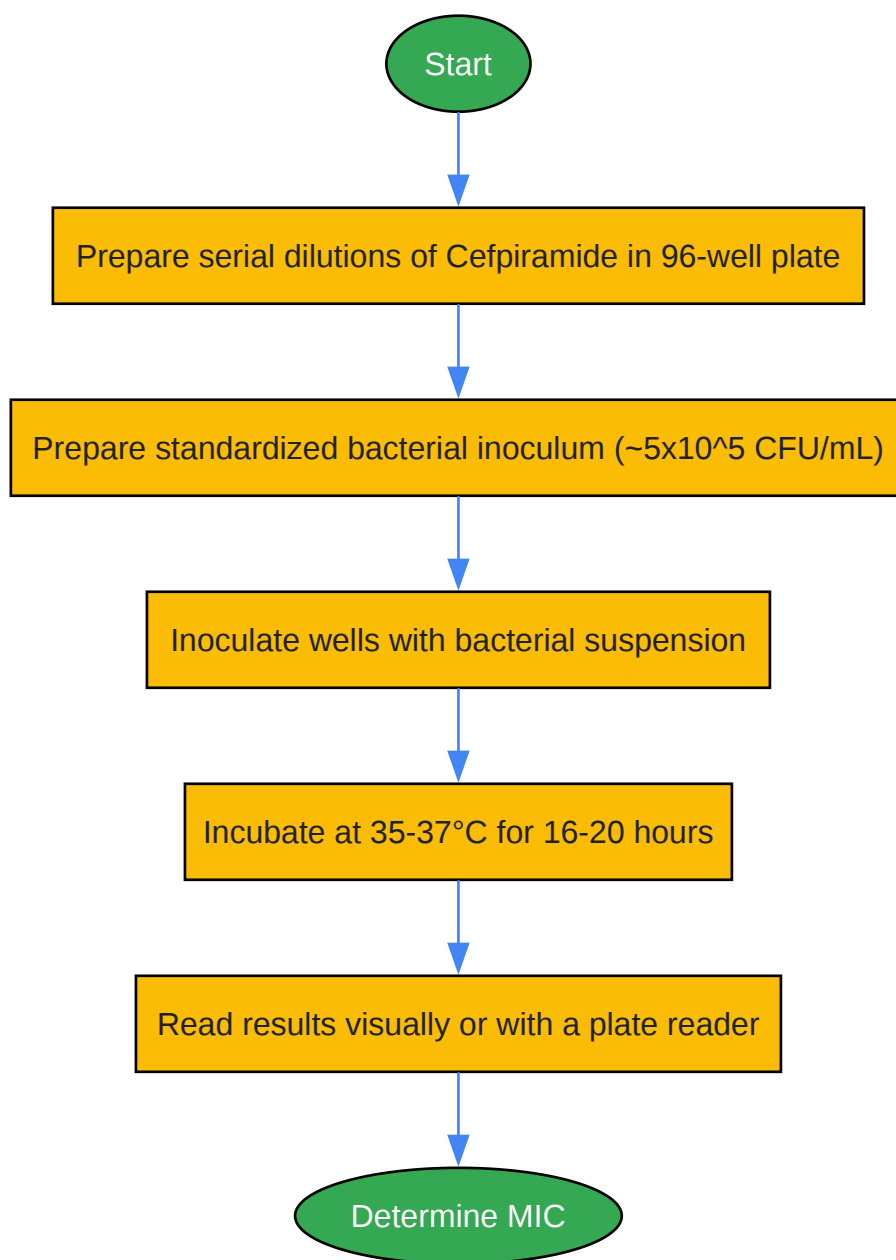 Start
Prepare serial dilutions of Cefpiramide in 96-well plate
Prepare standardized bacterial inoculum (~5x10^5 CFU/mL)
Inoculate wells with bacterial suspension
Incubate at 35-37°C for 16-20 hours
Read results visually or with a plate reader
Determine MIC